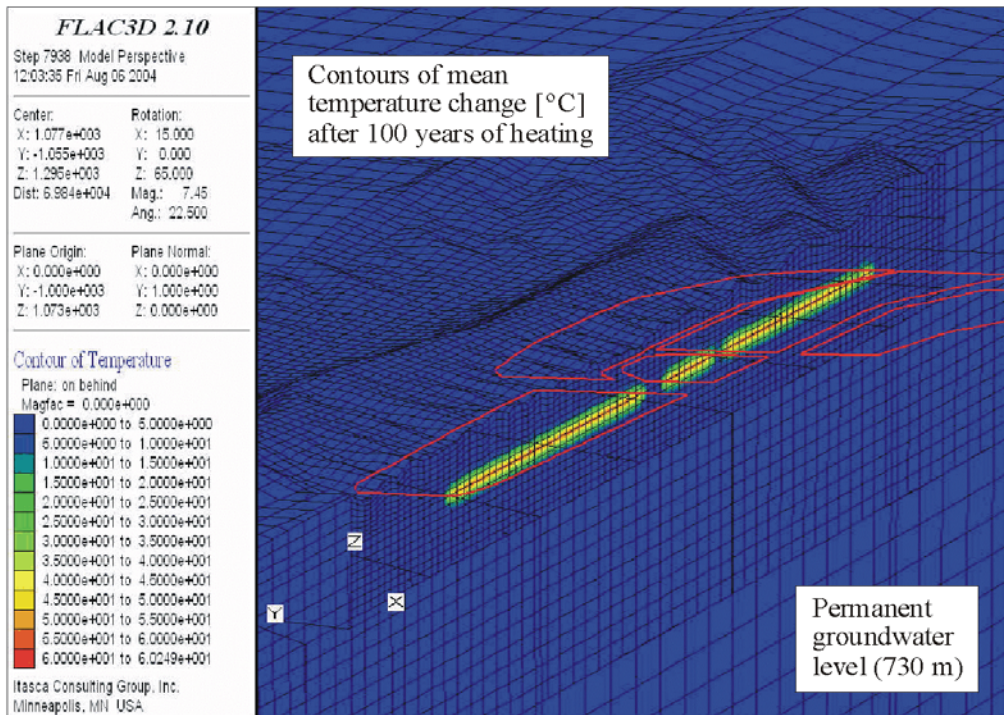 FLAC3D 2.10
Step 7938 Model Perspective
12:03:35 Fri Aug 06 2004
Center:
X: 1.077e+003
Y: -1.055e+003
Z: 1.295e+003
Dist: 6.984e+004
Rotation:
X: 15.000
Y: 0.000
Z: 65.000
Mag.: 7.45
Ang.: 22.500
Plane Origin:
X: 0.000e+000
Y: -1.000e+003
Z: 1.073e+003
Plane Normal:
X: 0.000e+000
Y: 1.000e+000
Z: 0.000e+000
Contour of Temperature
Plane: on behind
Magfac = 0.000e+000
0.0000e+000 to 5.0000e+000
5.0000e+000 to 1.0000e+001
1.0000e+001 to 1.5000e+001
1.5000e+001 to 2.0000e+001
2.0000e+001 to 2.5000e+001
2.5000e+001 to 3.0000e+001
3.0000e+001 to 3.5000e+001
3.5000e+001 to 4.0000e+001
4.0000e+001 to 4.5000e+001
4.5000e+001 to 5.0000e+001
5.0000e+001 to 5.5000e+001
5.5000e+001 to 6.0000e+001
6.0000e+001 to 6.0249e+001
Itasca Consulting Group, Inc.
Minneapolis, MN USA
Contours of mean
temperature change [°C]
after 100 years of heating
Z
X
Y
Permanent
groundwater
level (730 m)